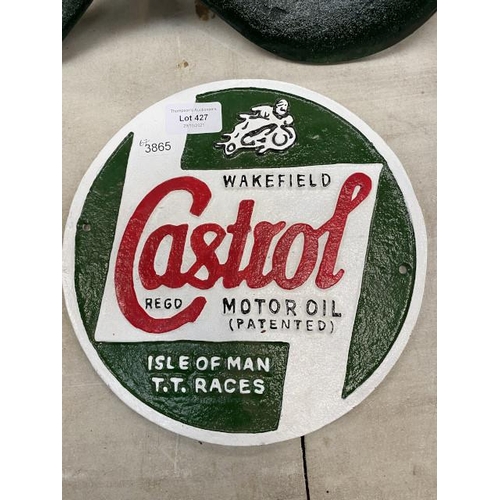 Lot 427
3865
WAKEFIELD
Castrol
REGD MOTOR OIL
(PATENTED)
ISLE OF MAN
T.T. RACES